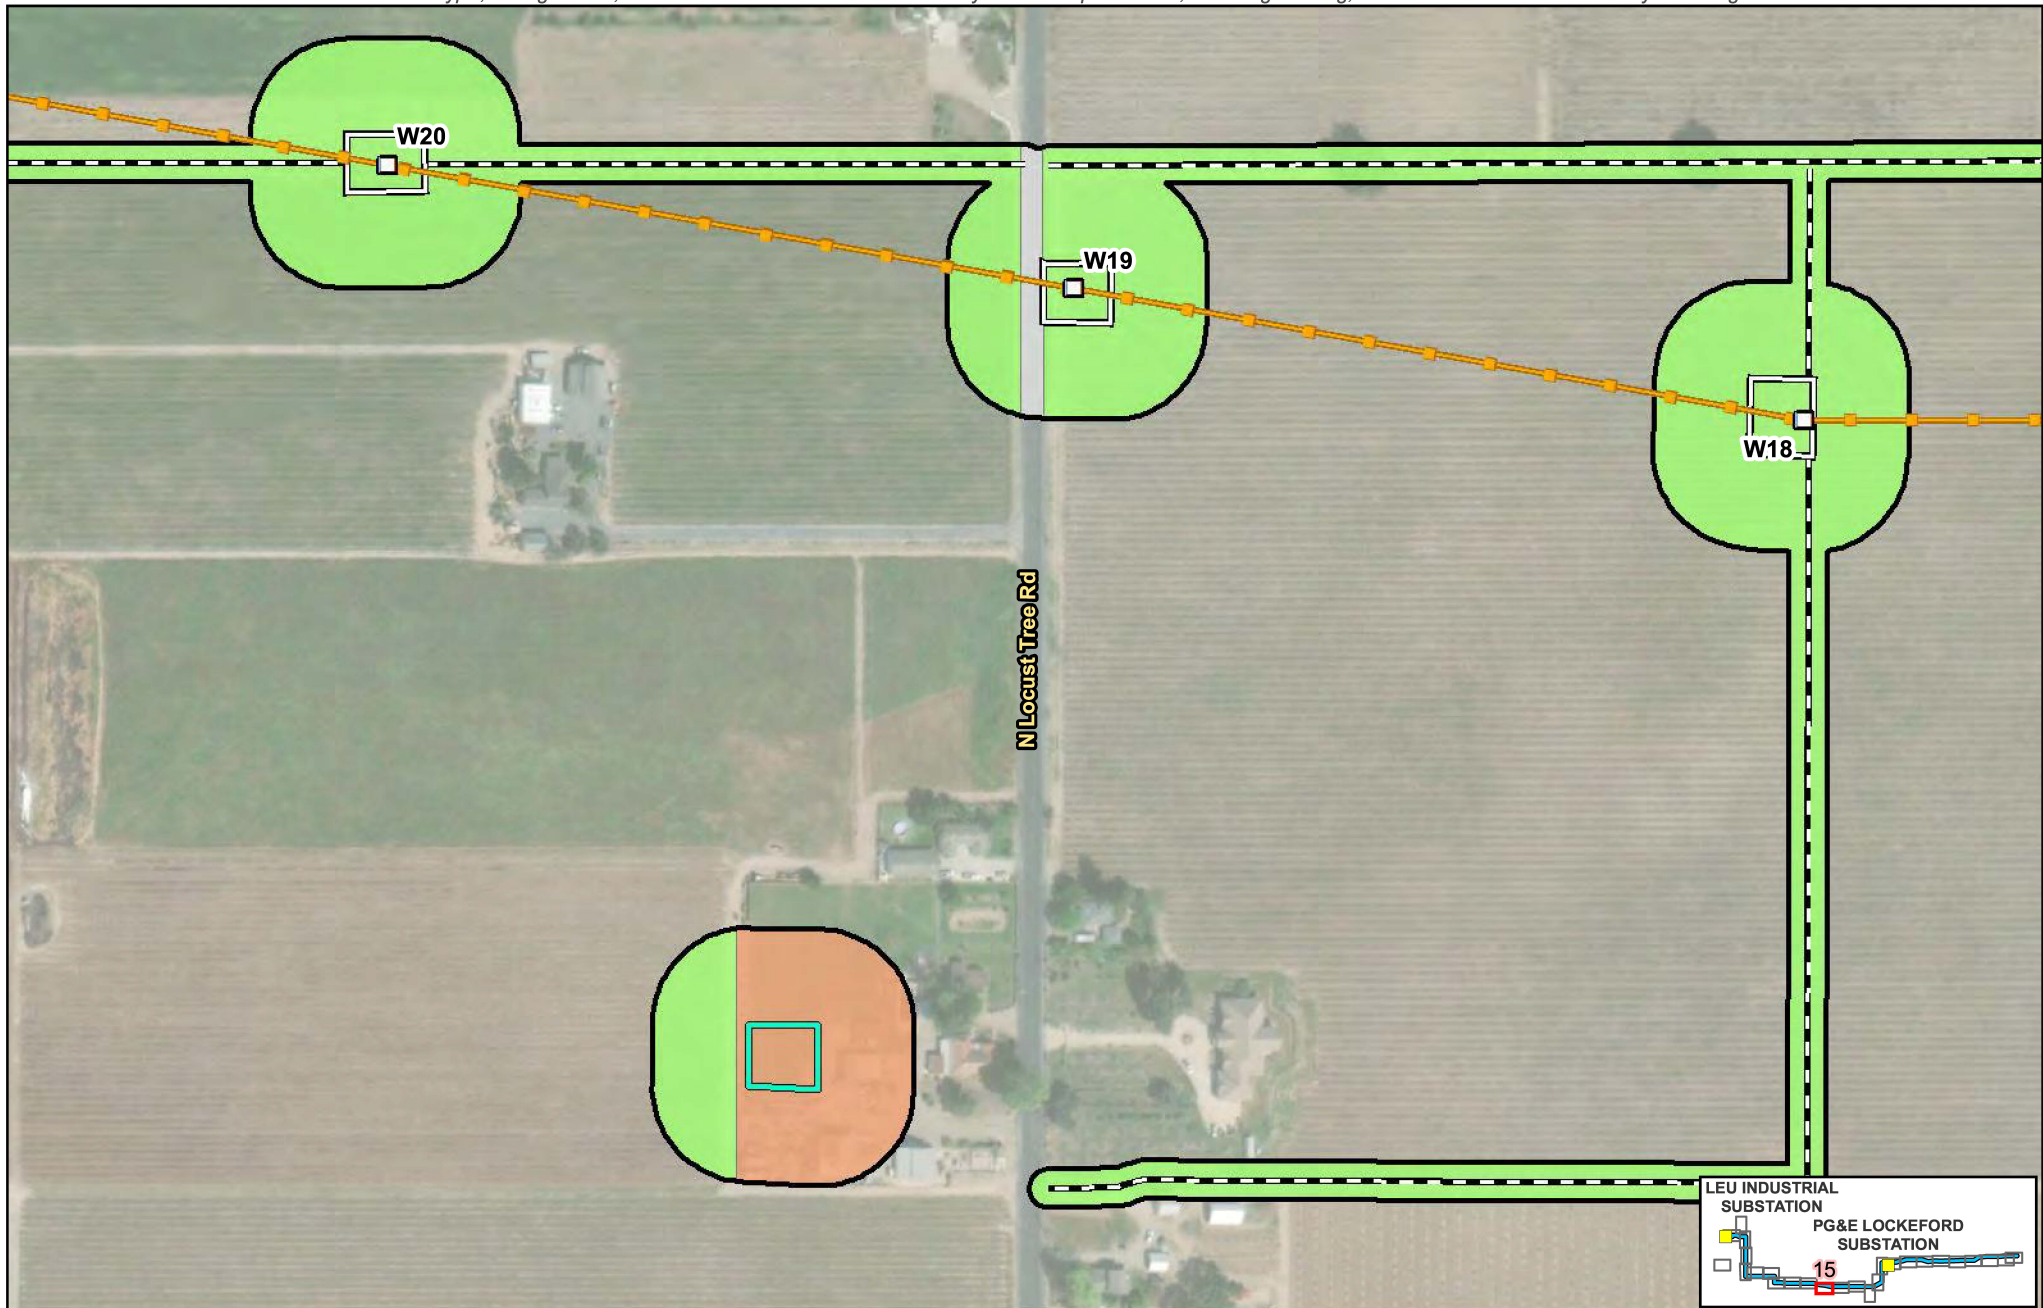 W20
W19
W18
N Locust Tree Rd
LEU INDUSTRIAL
SUBSTATION
PG&E LOCKEFORD
SUBSTATION
15